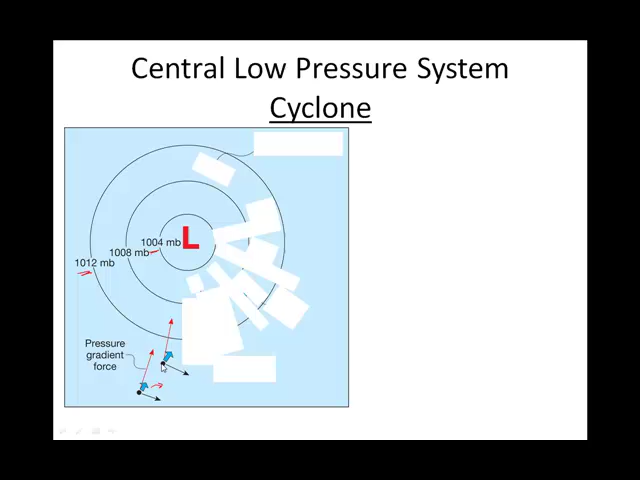 Central Low Pressure System
Cyclone
L
1004 mb
1008 mb
1012 mb
Pressure
gradient
force